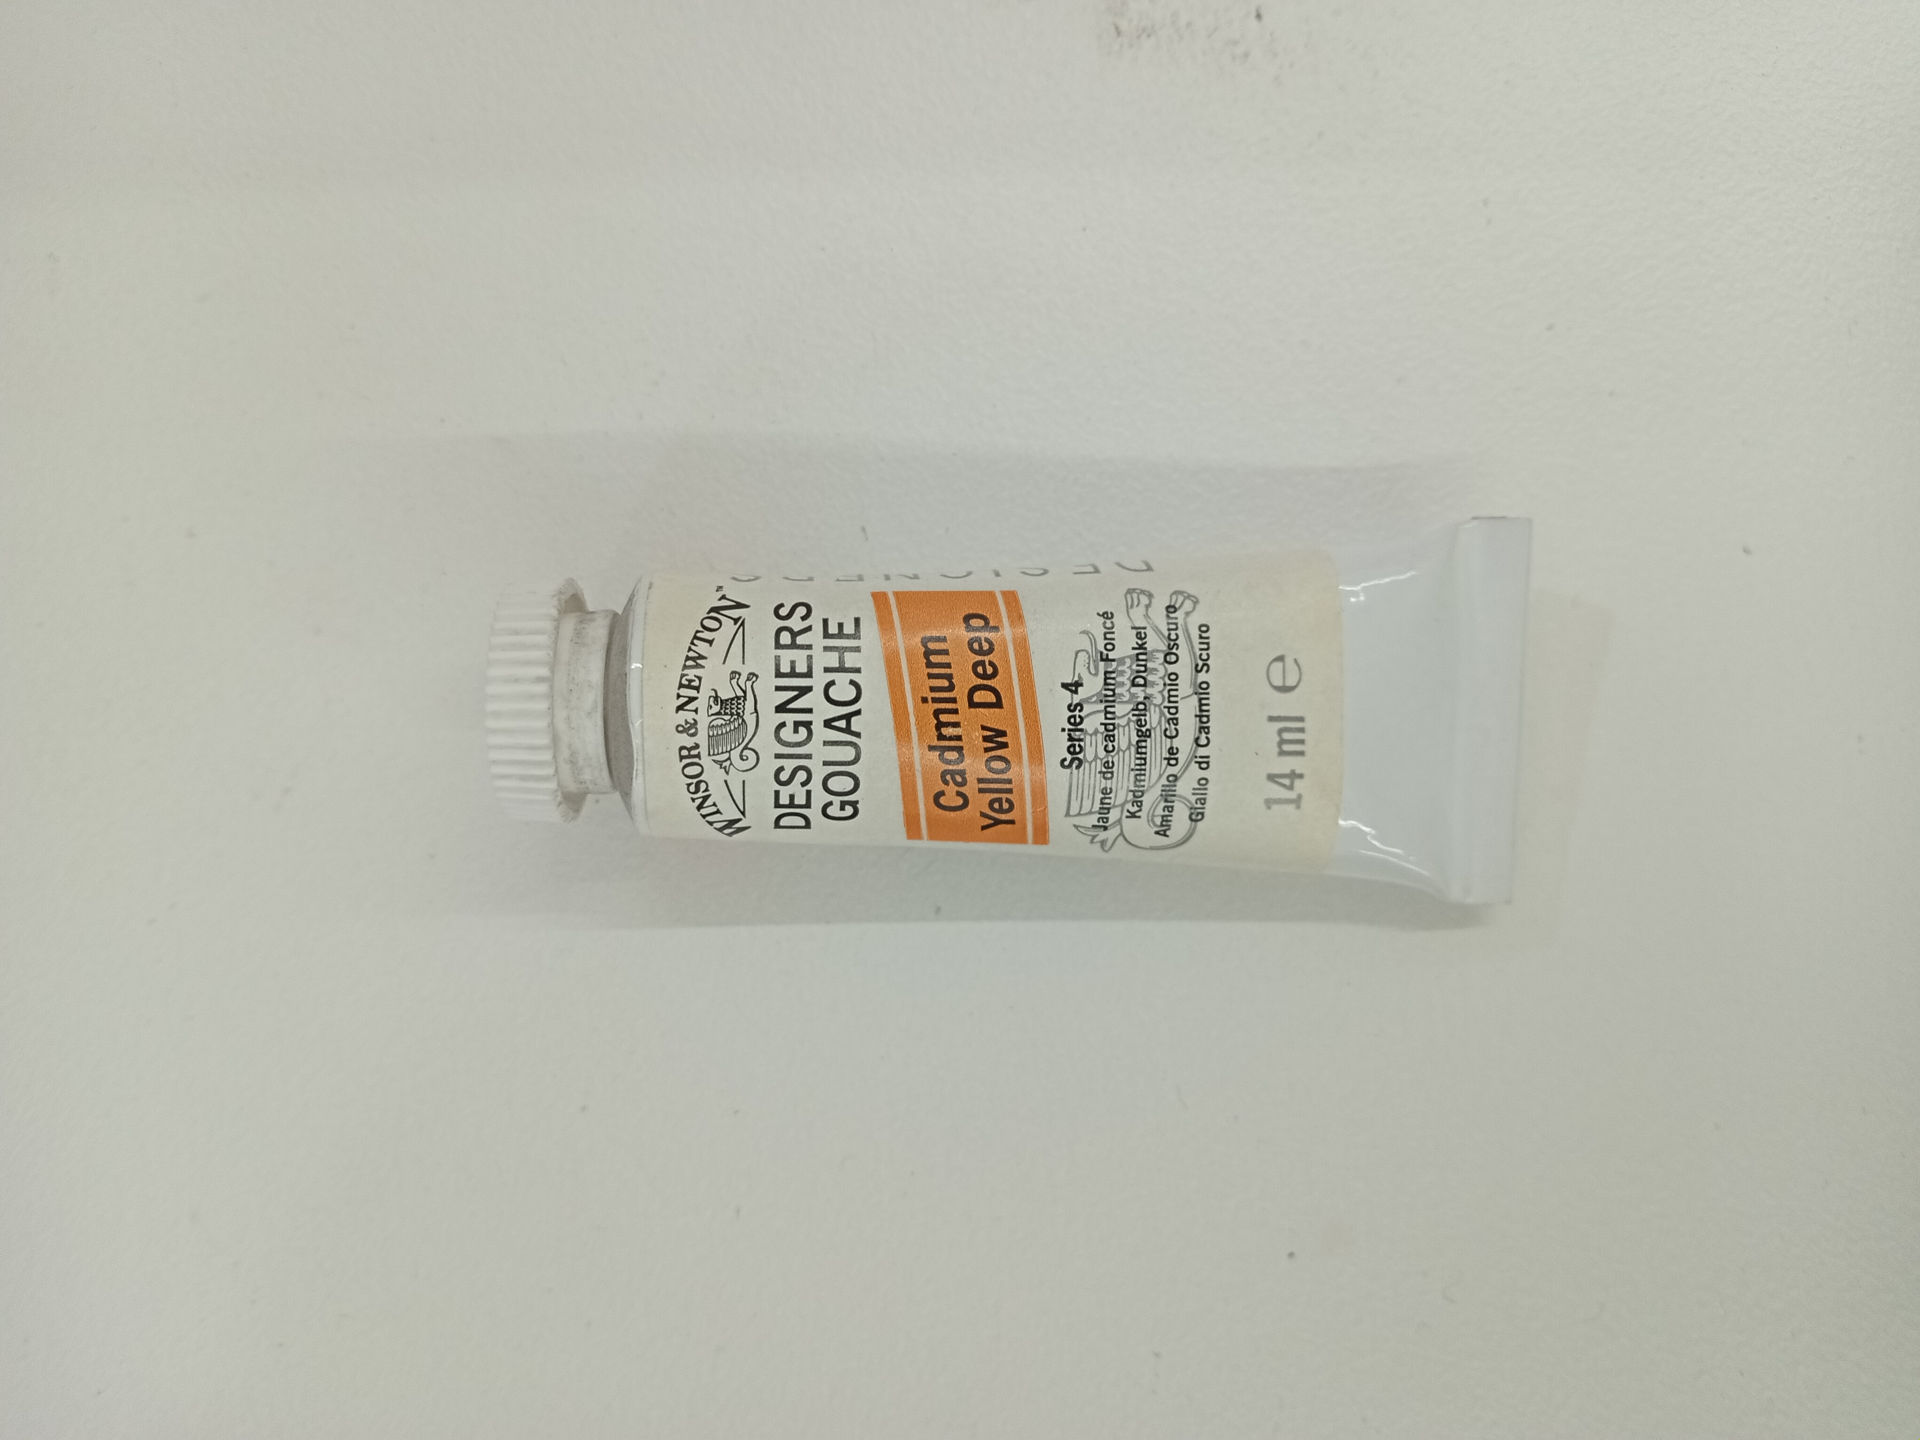 WINSOR & NEWTON™
DESIGNERS
GOUACHE
Cadmium
Yellow Deep
Series 4
Jaune de cadmium Foncé
Kadmiumgelb, Dunkel
Amarillo de Cadmio Oscuro
Giallo di Cadmio Scuro
14 ml e